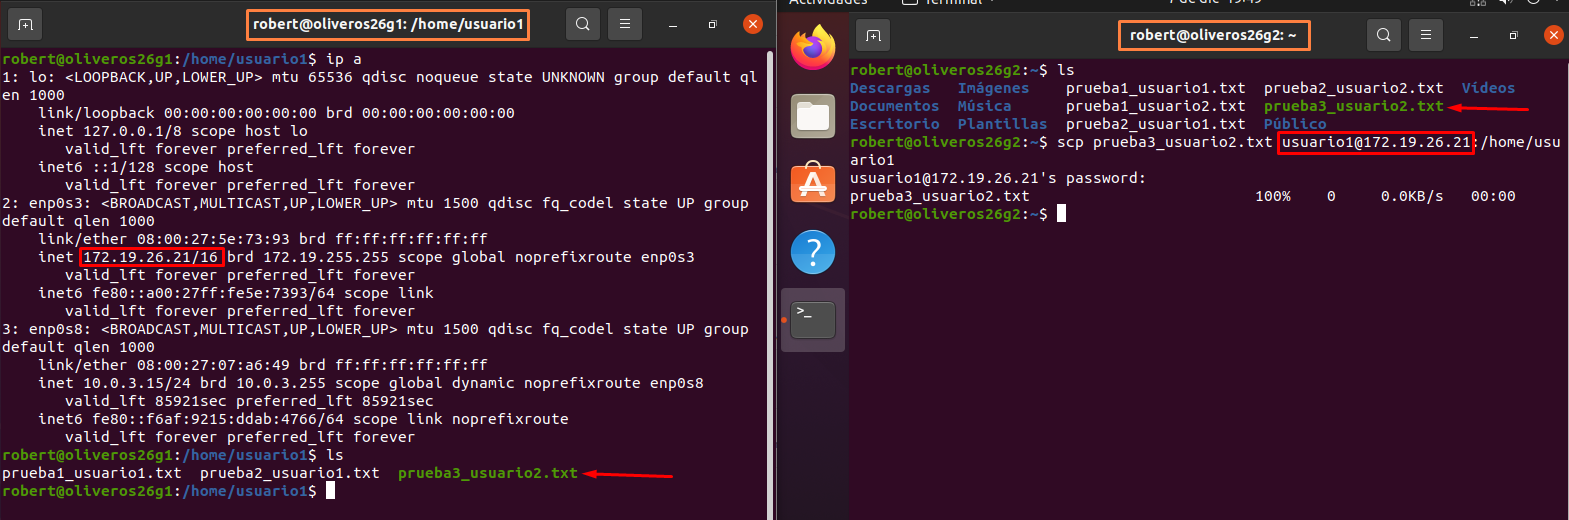 robert@oliveros26g1: /home/usuario1
robert@oliveros26g1:/home/usuario1$ ip a
1: lo: <LOOPBACK,UP,LOWER_UP> mtu 65536 qdisc noqueue state UNKNOWN group default ql
en 1000
link/loopback 00:00:00:00:00:00 brd 00:00:00:00:00:00
inet 127.0.0.1/8 scope host lo
valid_lft forever preferred_lft forever
inet6 ::1/128 scope host
valid_lft forever preferred_lft forever
2: enp0s3: <BROADCAST,MULTICAST,UP,LOWER_UP> mtu 1500 qdisc fq_codel state UP group
default qlen 1000
link/ether 08:00:27:5e:73:93 brd ff:ff:ff:ff:ff:ff
inet 172.19.26.21/16 brd 172.19.255.255 scope global noprefixroute enp0s3
valid_lft forever preferred_lft forever
inet6 fe80::a00:27ff:fe5e:7393/64 scope link
valid_lft forever preferred_lft forever
3: enp0s8: <BROADCAST,MULTICAST,UP,LOWER_UP> mtu 1500 qdisc fq_codel state UP group
default qlen 1000
link/ether 08:00:27:07:a6:49 brd ff:ff:ff:ff:ff:ff
inet 10.0.3.15/24 brd 10.0.3.255 scope global dynamic noprefixroute enp0s8
valid_lft 85921sec preferred_lft 85921sec
inet6 fe80::f6af:9215:ddab:4766/64 scope link noprefixroute
valid_lft forever preferred_lft forever
robert@oliveros26g1:/home/usuario1$ ls
prueba1_usuario1.txt prueba2_usuario1.txt prueba3_usuario2.txt
robert@oliveros26g1:/home/usuario1$
Actividades Terminal 7 de dic 19:49
robert@oliveros26g2: ~
robert@oliveros26g2:~$ ls
Descargas Imágenes prueba1_usuario1.txt prueba2_usuario2.txt Vídeos
Documentos Música prueba1_usuario2.txt prueba3_usuario2.txt
Escritorio Plantillas prueba2_usuario1.txt Público
robert@oliveros26g2:~$ scp prueba3_usuario2.txt usuario1@172.19.26.21:/home/usu
ario1
usuario1@172.19.26.21's password:
prueba3_usuario2.txt 100% 0 0.0KB/s 00:00
robert@oliveros26g2:~$